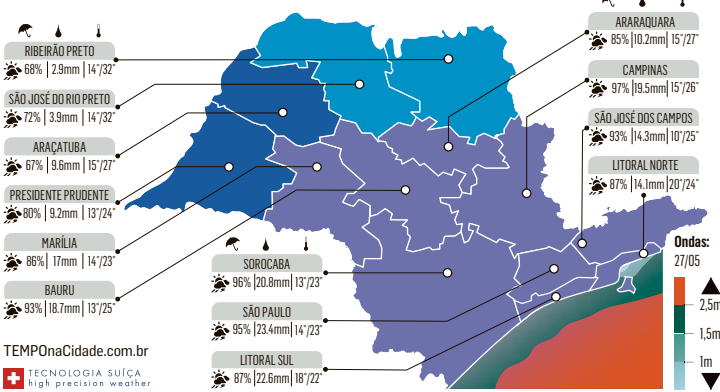 RIBEIRÃO PRETO
68% 2.9mm 14°/32°
SÃO JOSÉ DO RIO PRETO
72% 3.9mm 14°/32°
ARAÇATUBA
67% 9.6mm 15°/27°
PRESIDENTE PRUDENTE
80% 9.2mm 13°/24°
MARÍLIA
86% 17mm 14°/23°
BAURU
93% 18.7mm 13°/25°
TEMPOnaCidade.com.br
TECNOLOGIA SUÍÇA
high precision weather
SOROCABA
96% 20.8mm 13°/23°
SÃO PAULO
95% 23.4mm 14°/23°
LITORAL SUL
87% 22.6mm 18°/22°
ARARAQUARA
85% 10.2mm 15°/27°
CAMPINAS
97% 19.5mm 15°/26°
SÃO JOSÉ DOS CAMPOS
93% 14.3mm 10°/25°
LITORAL NORTE
87% 14.1mm 20°/24°
Ondas:
27/05
2,5m
1,5m
1m